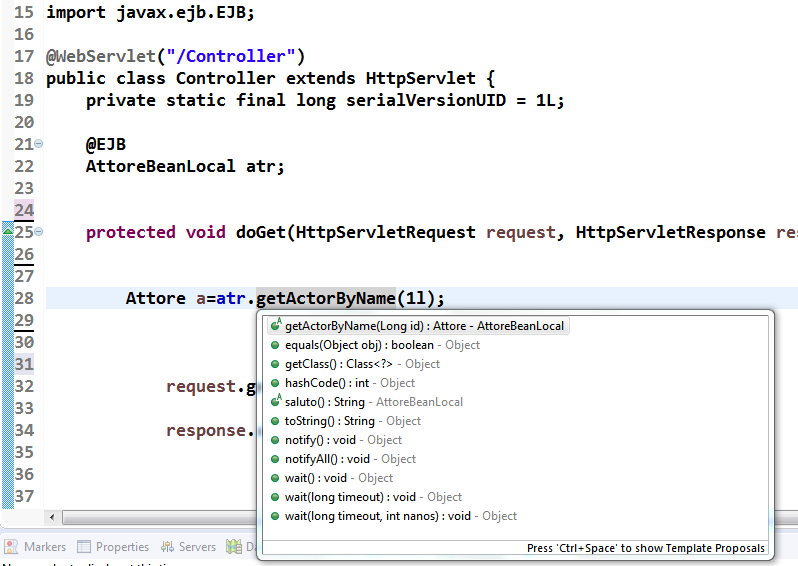 15 import javax.ejb.EJB;
16
17 @WebServlet("/Controller")
18 public class Controller extends HttpServlet {
19 private static final long serialVersionUID = 1L;
20
21 @EJB
22 AttoreBeanLocal atr;
23
24
25 protected void doGet(HttpServletRequest request, HttpServletResponse res
26
27
28 Attore a=atr.getActorByName(1l);
29
30
31
32 request.g
33
34 response.
35
36
37
getActorByName(Long id) : Attore - AttoreBeanLocal
equals(Object obj) : boolean - Object
getClass() : Class<?> - Object
hashCode() : int - Object
saluto() : String - AttoreBeanLocal
toString() : String - Object
notify() : void - Object
notifyAll() : void - Object
wait() : void - Object
wait(long timeout) : void - Object
wait(long timeout, int nanos) : void - Object
Press 'Ctrl+Space' to show Template Proposals
Markers Properties Servers